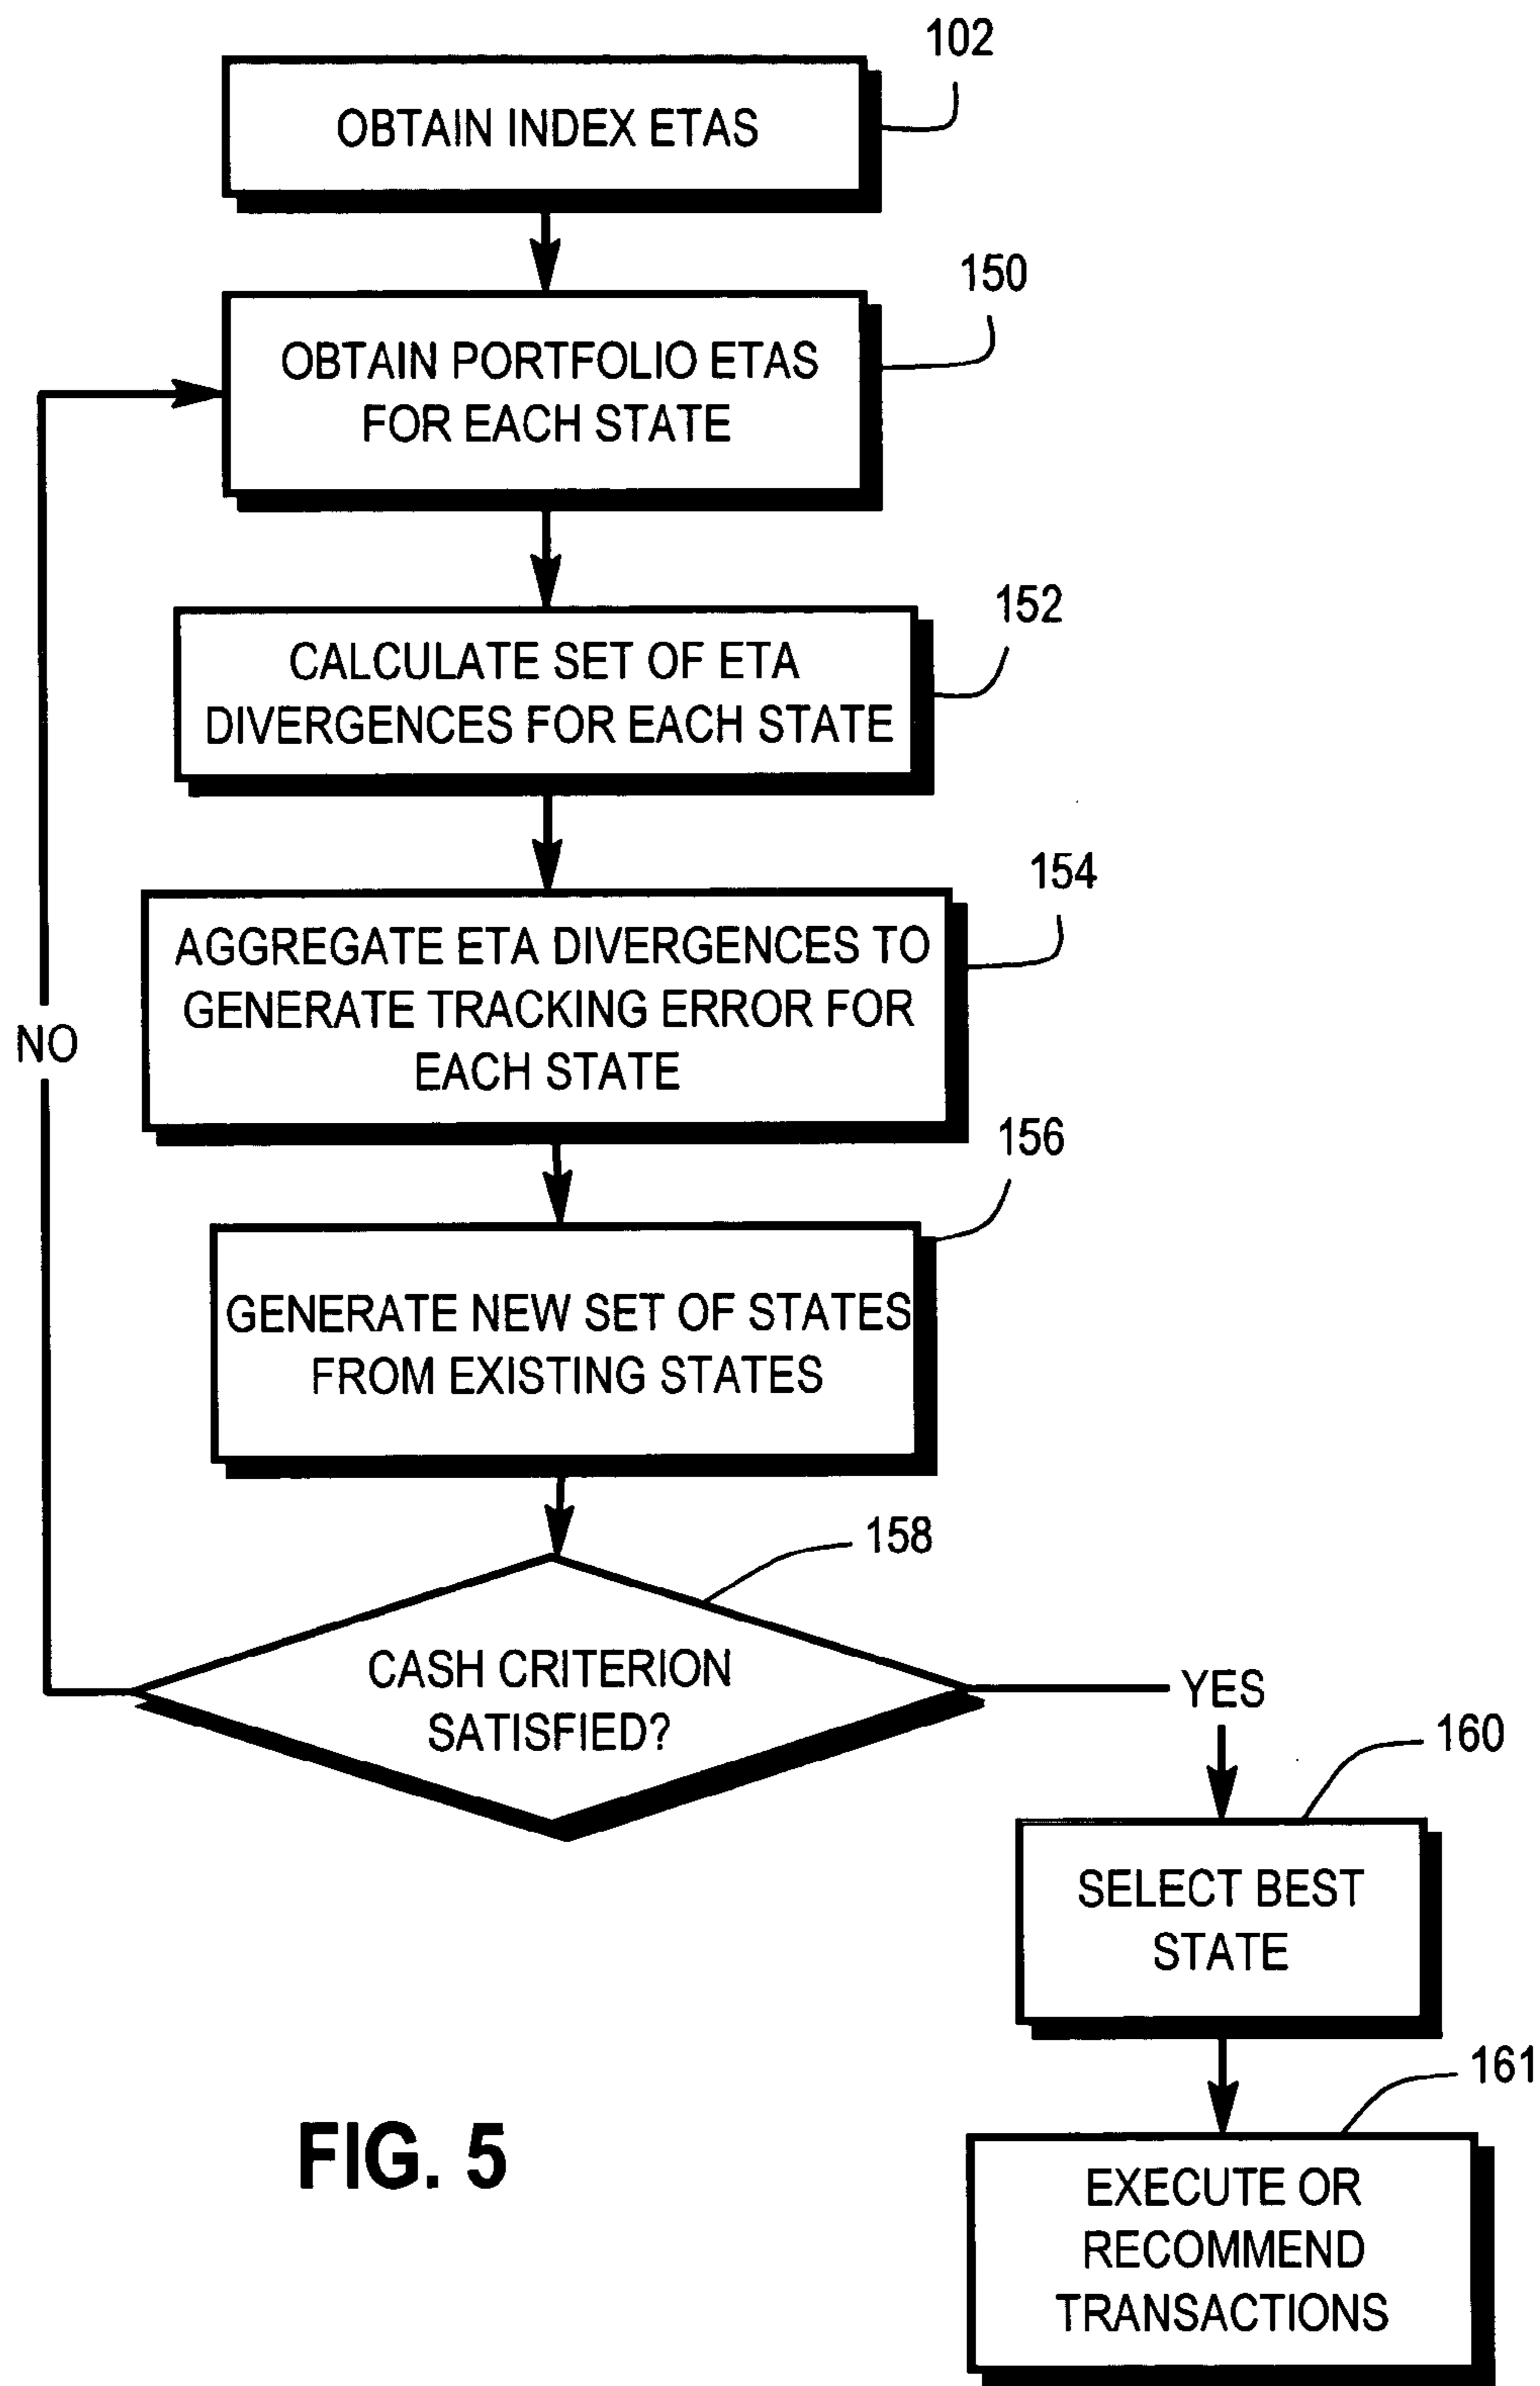 102
OBTAIN INDEX ETAS
150
OBTAIN PORTFOLIO ETAS
FOR EACH STATE
152
CALCULATE SET OF ETA
DIVERGENCES FOR EACH STATE
154
AGGREGATE ETA DIVERGENCES TO
GENERATE TRACKING ERROR FOR
EACH STATE
NO
156
GENERATE NEW SET OF STATES
FROM EXISTING STATES
158
CASH CRITERION
SATISFIED?
YES
160
SELECT BEST
STATE
161
EXECUTE OR
RECOMMEND
TRANSACTIONS
FIG. 5